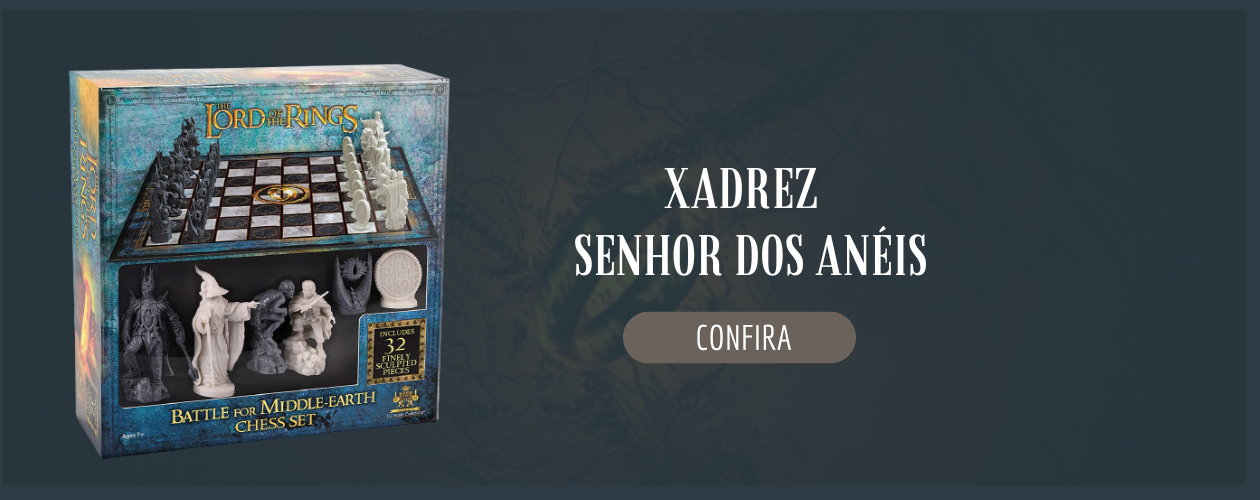 THE
LORD OF THE RINGS
INCLUDES
32
FINELY
SCULPTED
PIECES
BATTLE FOR MIDDLE-EARTH
CHESS SET
Ages 7+
XADREZ
SENHOR DOS ANÉIS
CONFIRA